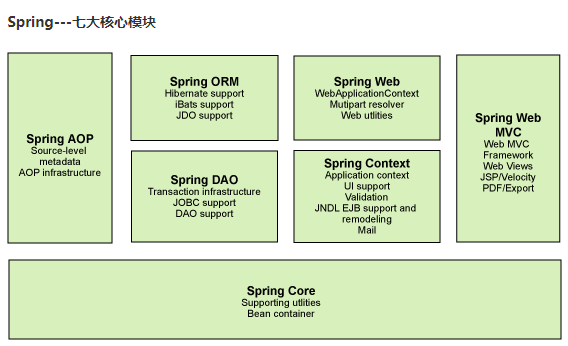 Spring---七大核心模块
Spring AOP
Source-level
metadata
AOP infrastructure
Spring ORM
Hibernate support
iBats support
JDO support
Spring DAO
Transaction infrastructure
JOBC support
DAO support
Spring Web
WebApplicationContext
Mutipart resolver
Web utlities
Spring Context
Application context
UI support
Validation
JNDL EJB support and
remodeling
Mail
Spring Web
MVC
Web MVC
Framework
Web Views
JSP/Velocity
PDF/Export
Spring Core
Supporting utlities
Bean container